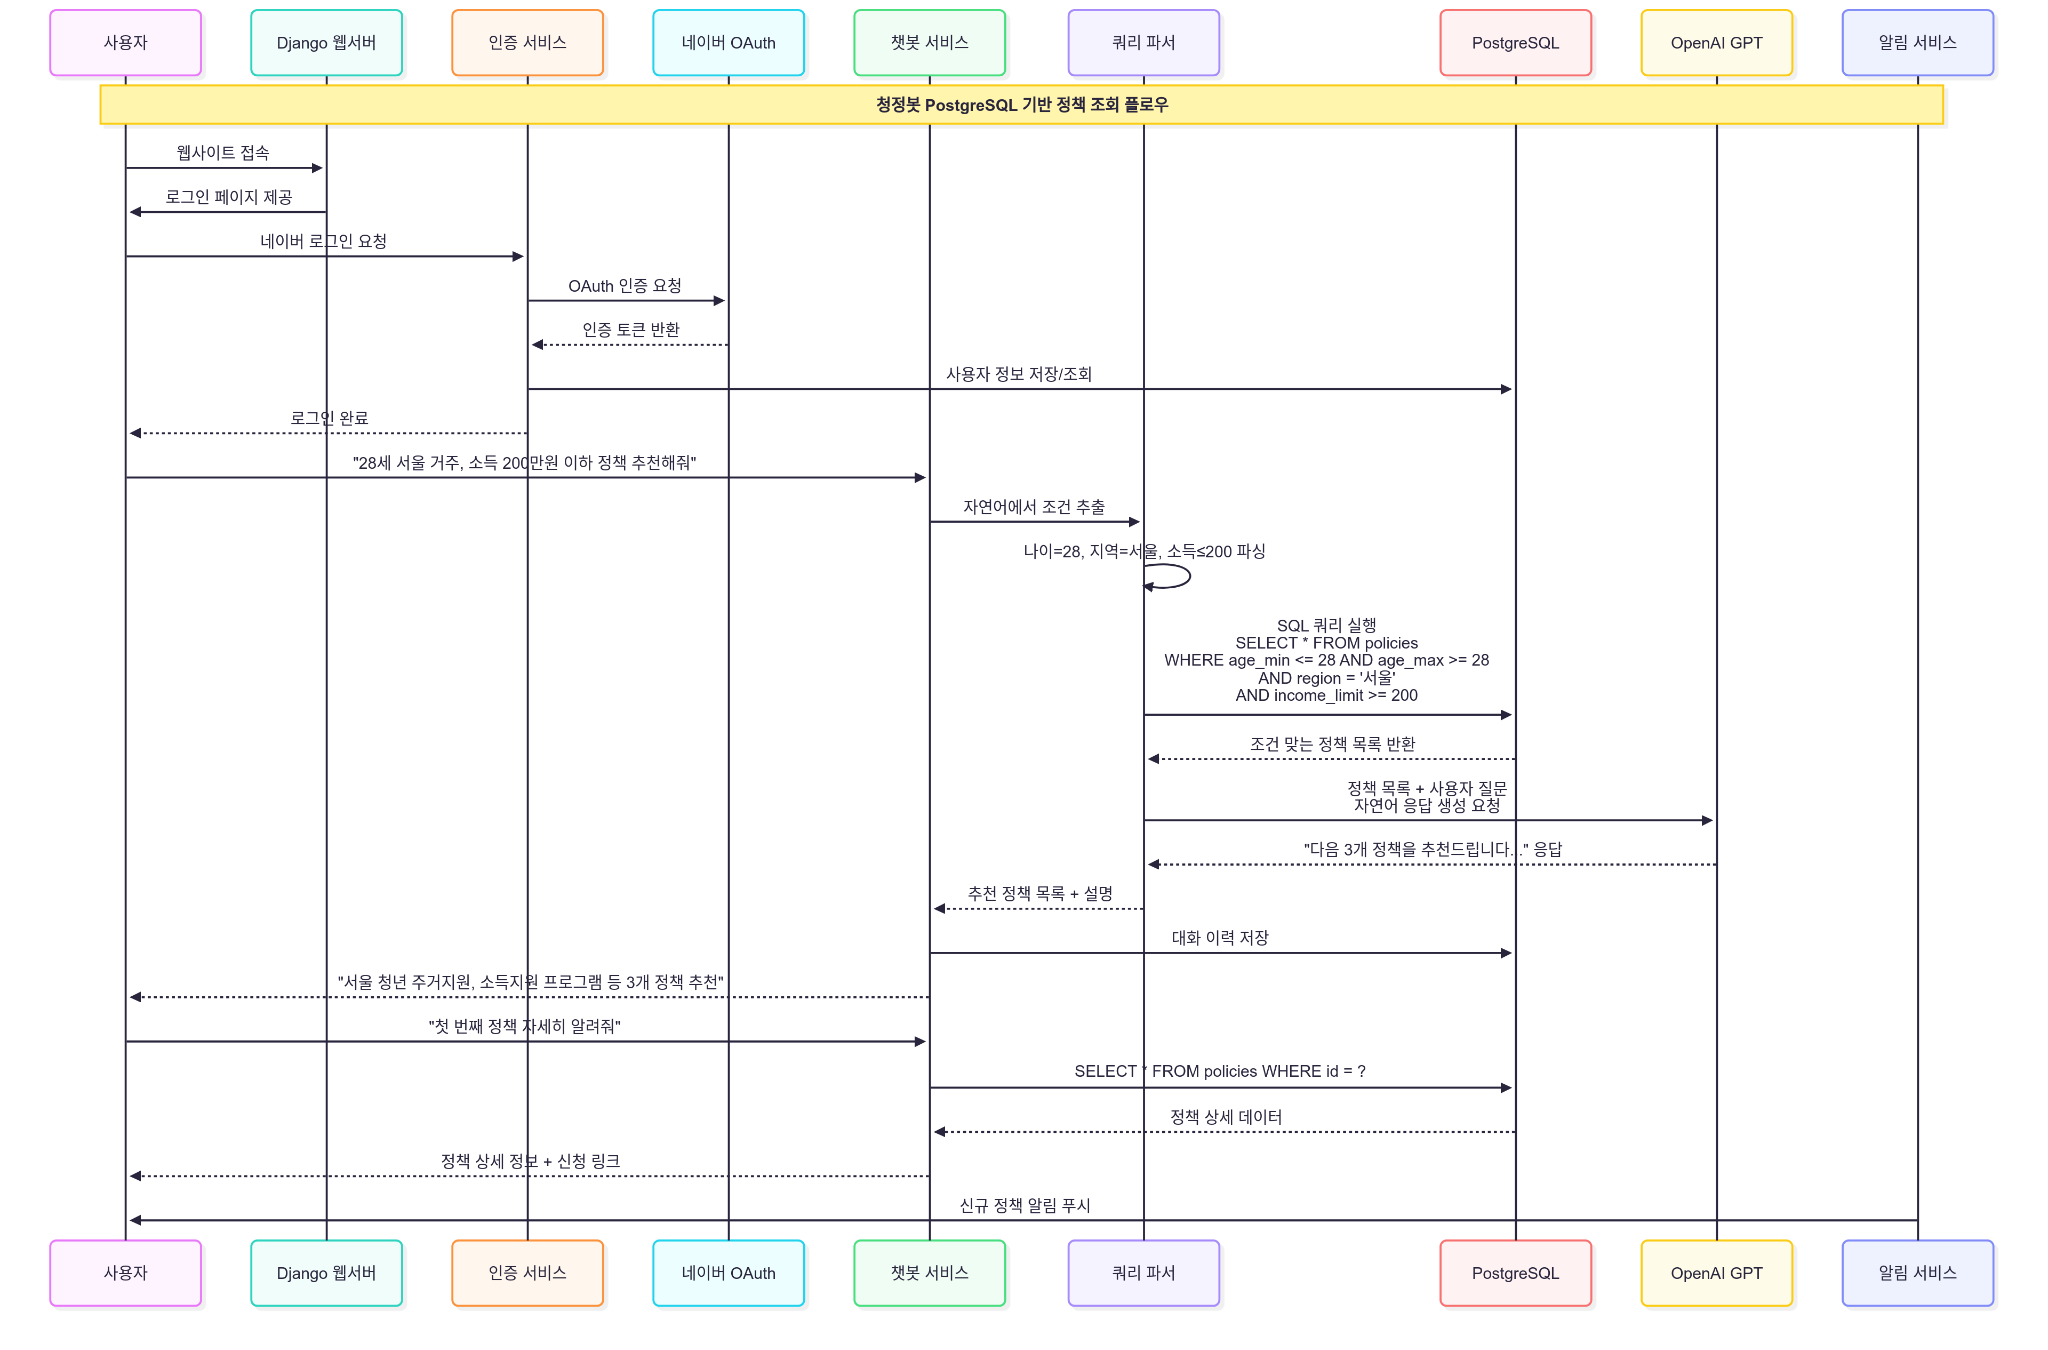 사용자
Django 웹서버
인증 서비스
네이버 OAuth
챗봇 서비스
쿼리 파서
PostgreSQL
OpenAI GPT
알림 서비스
청정봇 PostgreSQL 기반 정책 조회 플로우
웹사이트 접속
로그인 페이지 제공
네이버 로그인 요청
OAuth 인증 요청
인증 토큰 반환
사용자 정보 저장/조회
로그인 완료
"28세 서울 거주, 소득 200만원 이하 정책 추천해줘"
자연어에서 조건 추출
나이=28, 지역=서울, 소득≤200 파싱
SQL 쿼리 실행
SELECT * FROM policies
WHERE age_min <= 28 AND age_max >= 28
AND region = '서울'
AND income_limit >= 200
조건 맞는 정책 목록 반환
정책 목록 + 사용자 질문
자연어 응답 생성 요청
"다음 3개 정책을 추천드립니다..." 응답
추천 정책 목록 + 설명
대화 이력 저장
"서울 청년 주거지원, 소득지원 프로그램 등 3개 정책 추천"
"첫 번째 정책 자세히 알려줘"
SELECT * FROM policies WHERE id = ?
정책 상세 데이터
정책 상세 정보 + 신청 링크
신규 정책 알림 푸시
사용자
Django 웹서버
인증 서비스
네이버 OAuth
챗봇 서비스
쿼리 파서
PostgreSQL
OpenAI GPT
알림 서비스